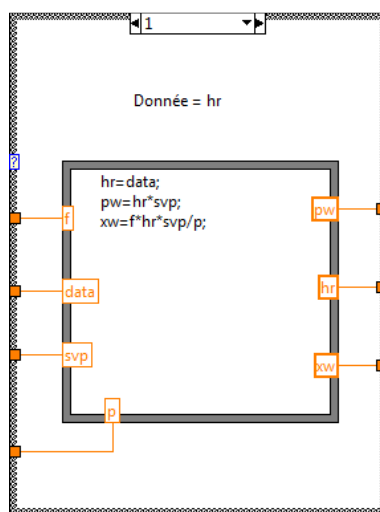 1
Donnée = hr
?
hr=data;
pw=hr*svp;
xw=f*hr*svp/p;
f
pw
data
hr
svp
xw
p